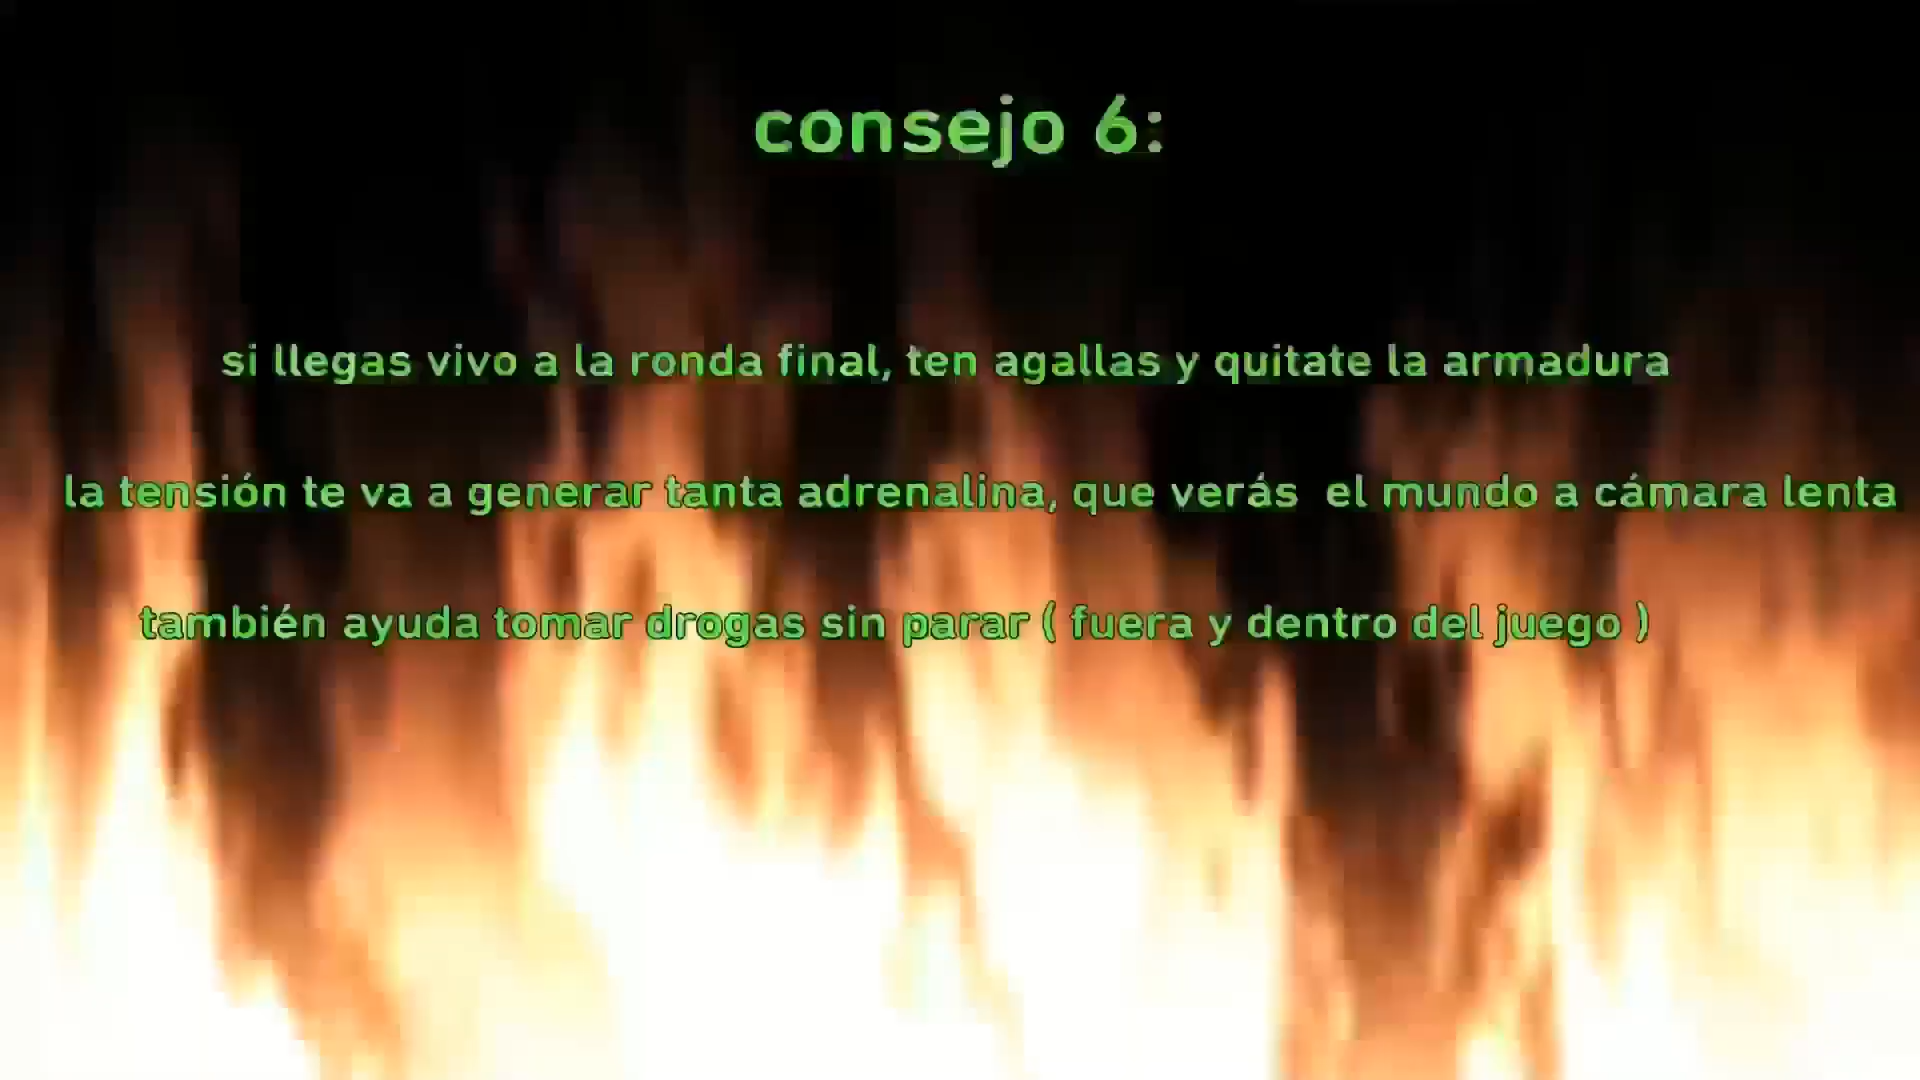 consejo 6:
si llegas vivo a la ronda final, ten agallas y quitate la armadura
la tensión te va a generar tanta adrenalina, que verás el mundo a cámara lenta
también ayuda tomar drogas sin parar ( fuera y dentro del juego )